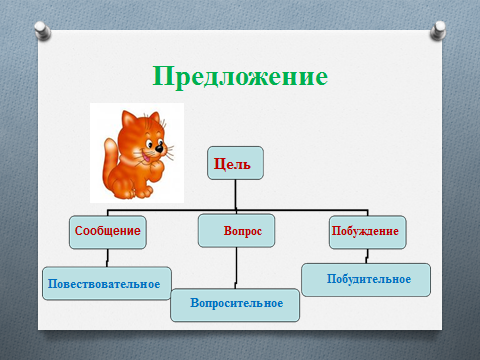 Предложение
Цель
Сообщение
Вопрос
Побуждение
Повествовательное
Вопросительное
Побудительное